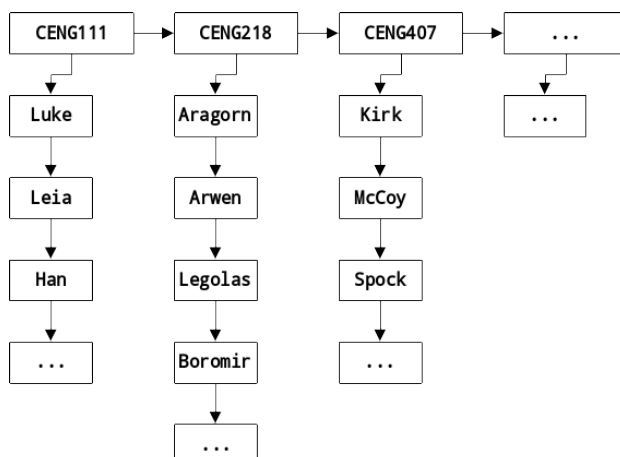 CENG111 CENG218 CENG407 ...
Luke Aragorn Kirk ...
Leia Arwen McCoy
Han Legolas Spock
... Boromir ...
...